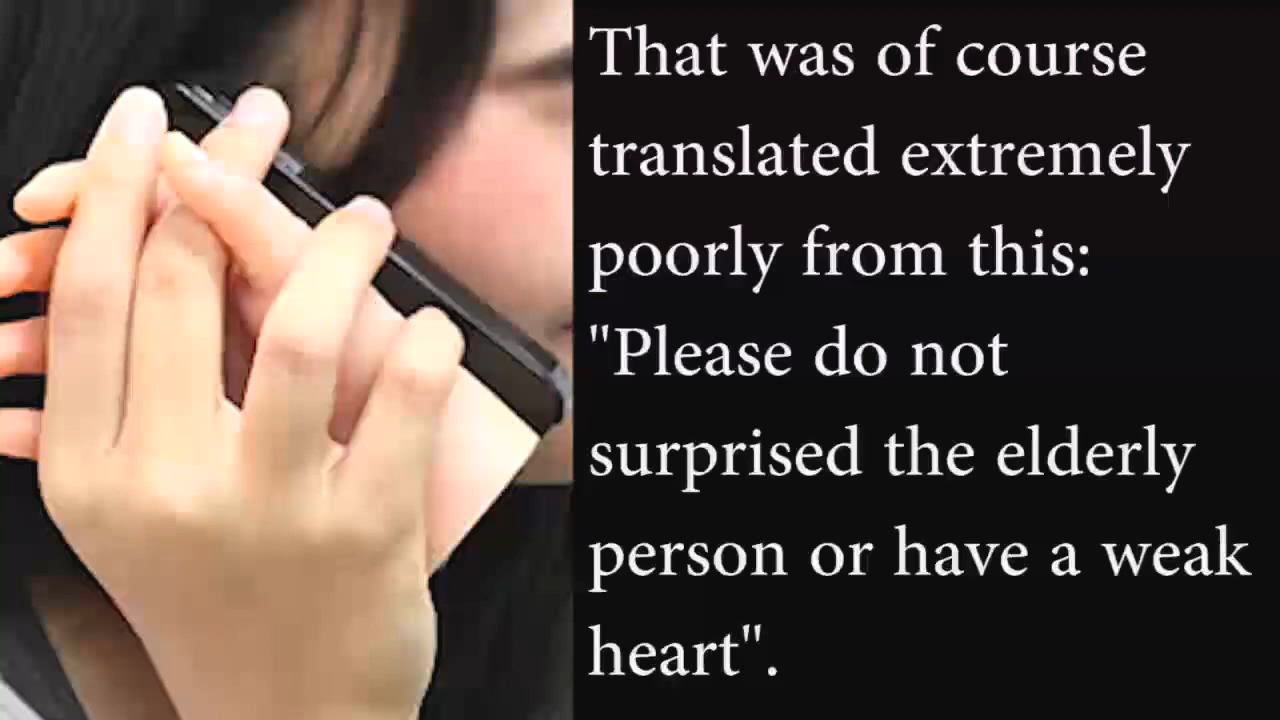 That was of course
translated extremely
poorly from this:
"Please do not
surprised the elderly
person or have a weak
heart".